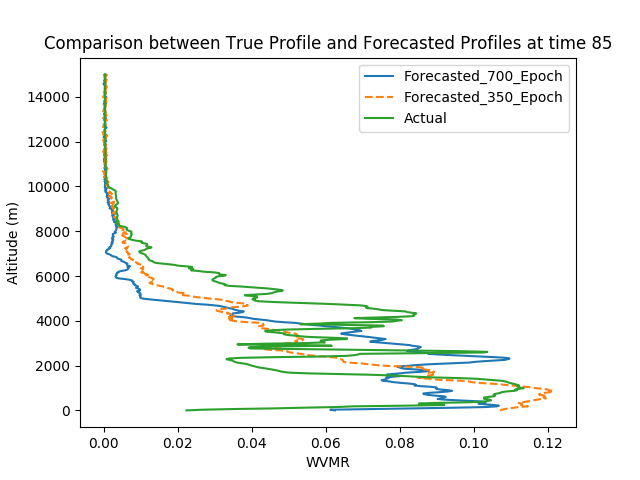 Comparison between True Profile and Forecasted Profiles at time 85
Forecasted_700_Epoch
Forecasted_350_Epoch
Actual
Altitude (m)
14000
12000
10000
8000
6000
4000
2000
0
0.00 0.02 0.04 0.06 0.08 0.10 0.12
WVMR